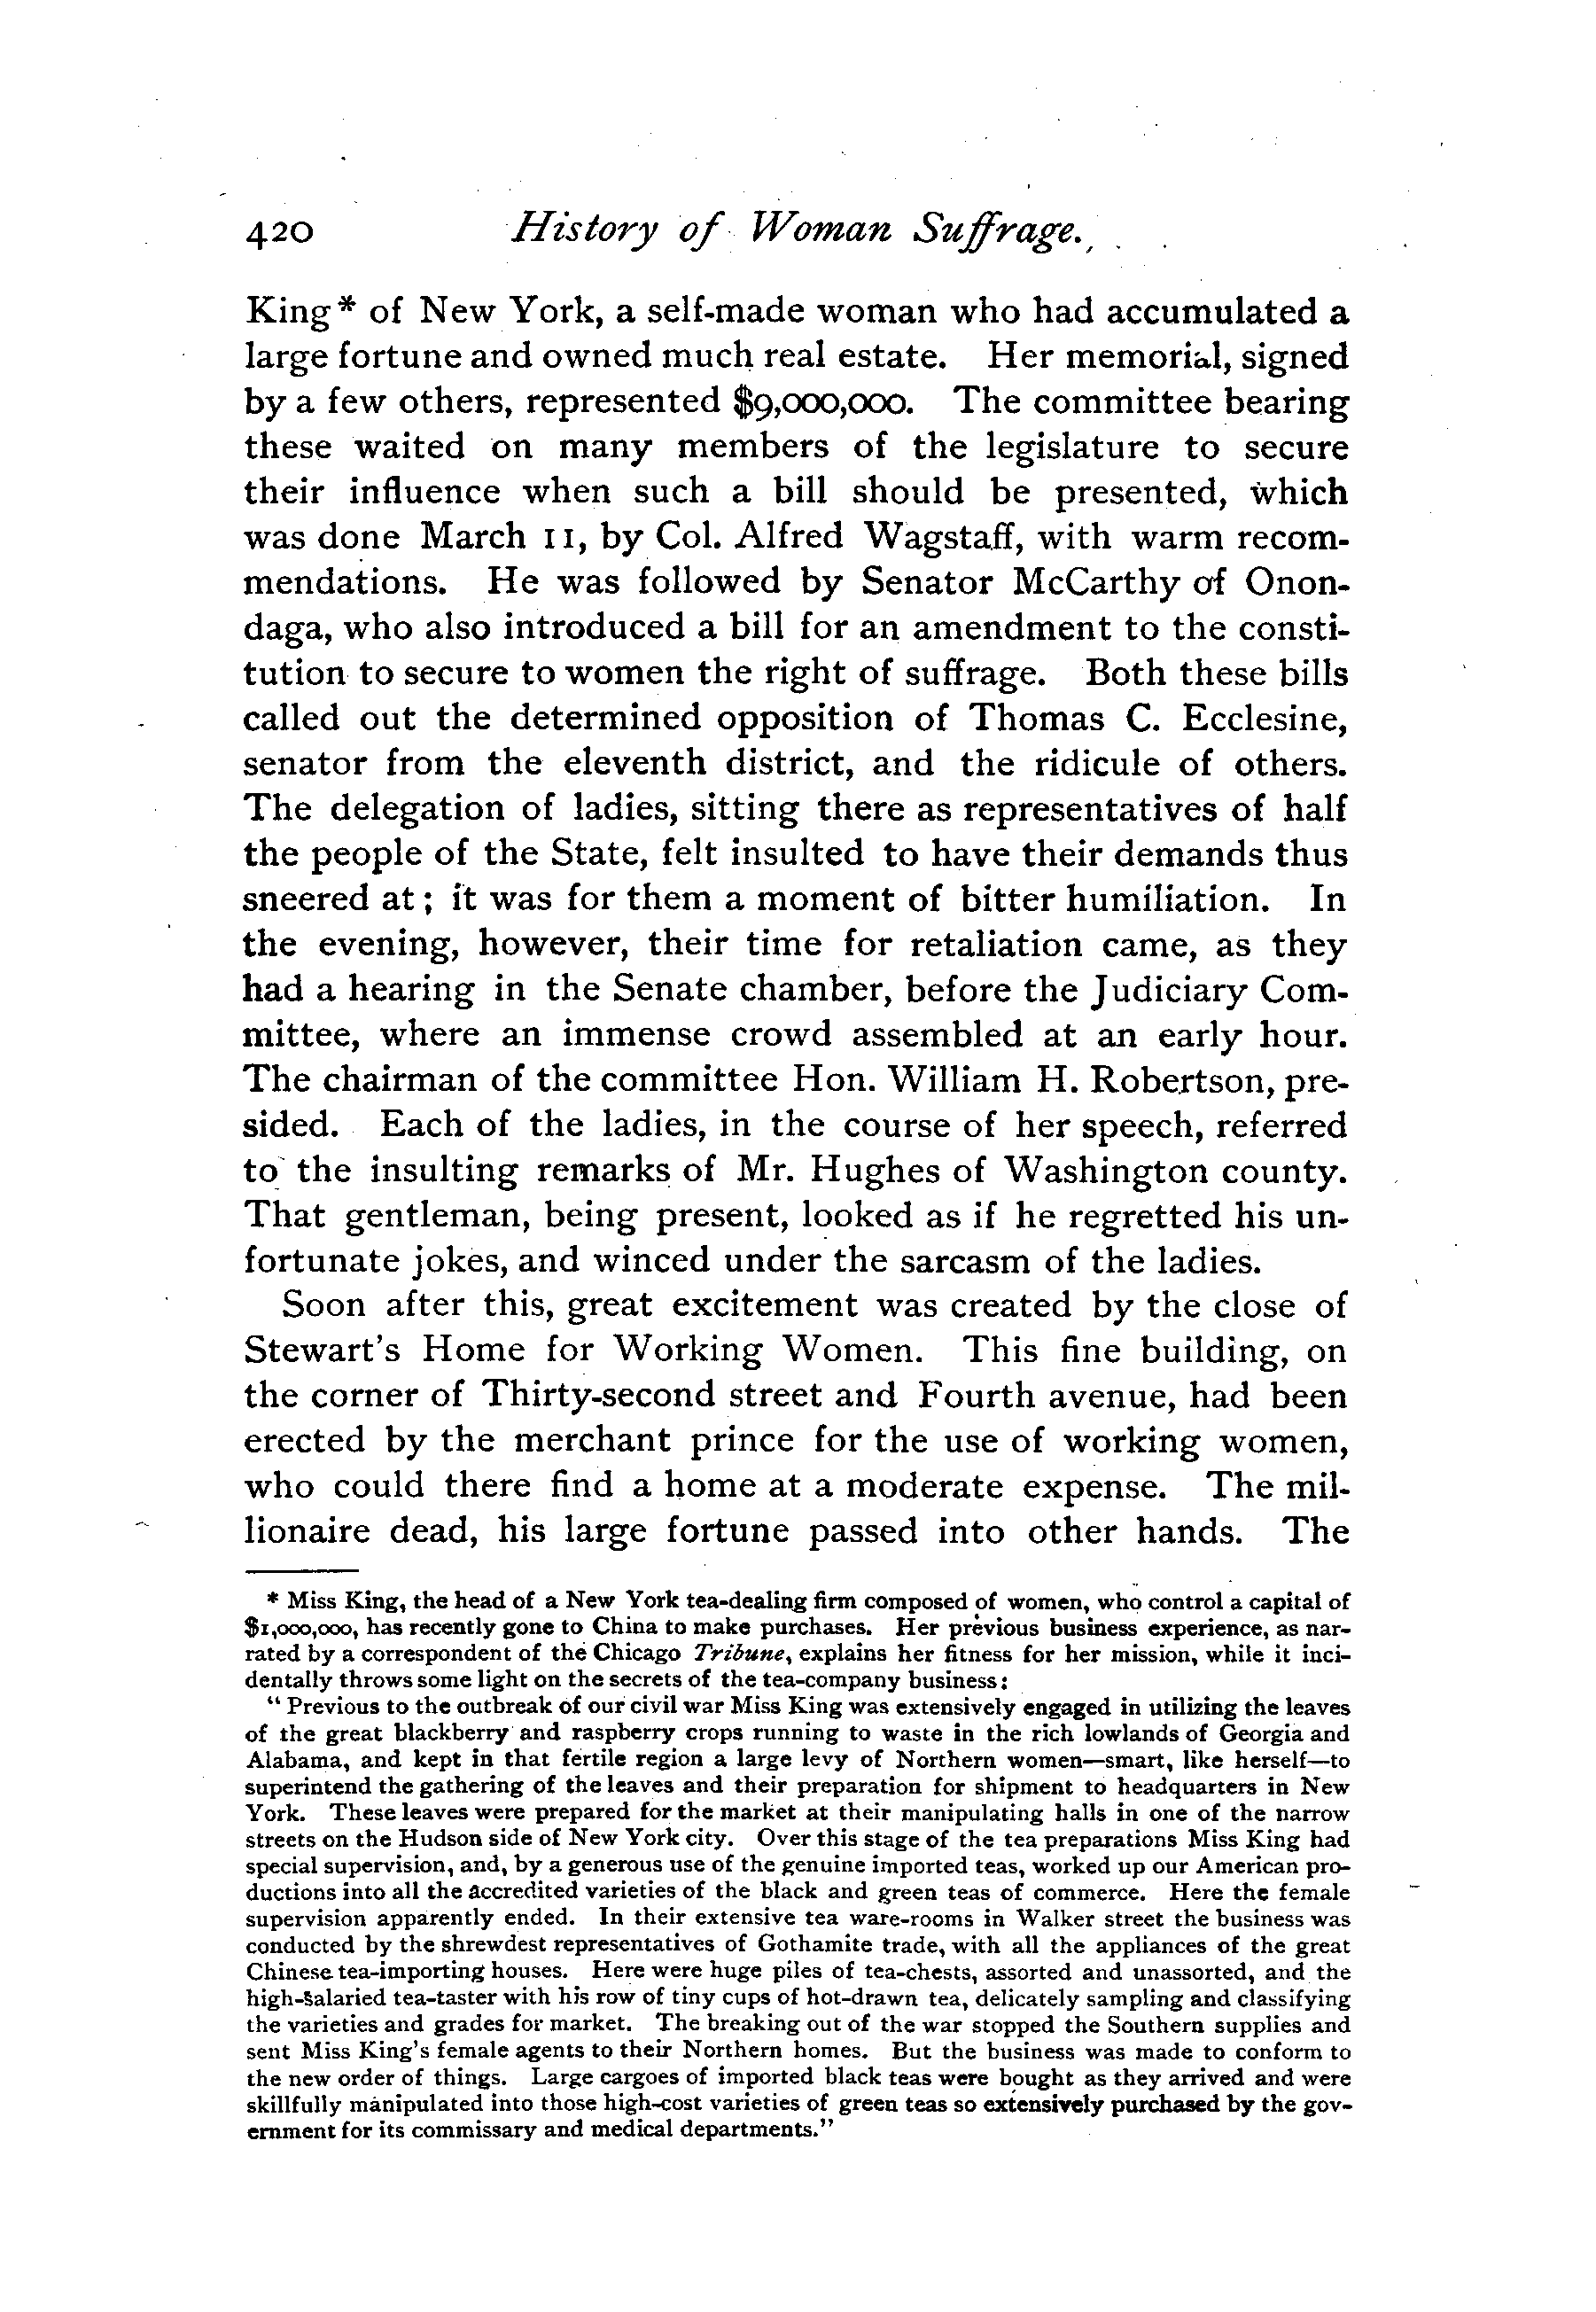 420 History of Woman Suffrage.
King* of New York, a self-made woman who had accumulated a
large fortune and owned much real estate. Her memorial, signed
by a few others, represented $9,000,000. The committee bearing
these waited on many members of the legislature to secure
their influence when such a bill should be presented, which
was done March 11, by Col. Alfred Wagstaff, with warm recom-
mendations. He was followed by Senator McCarthy of Onon-
daga, who also introduced a bill for an amendment to the consti-
tution to secure to women the right of suffrage. Both these bills
called out the determined opposition of Thomas C. Ecclesine,
senator from the eleventh district, and the ridicule of others.
The delegation of ladies, sitting there as representatives of half
the people of the State, felt insulted to have their demands thus
sneered at; it was for them a moment of bitter humiliation. In
the evening, however, their time for retaliation came, as they
had a hearing in the Senate chamber, before the Judiciary Com-
mittee, where an immense crowd assembled at an early hour.
The chairman of the committee Hon. William H. Robertson, pre-
sided. Each of the ladies, in the course of her speech, referred
to the insulting remarks of Mr. Hughes of Washington county.
That gentleman, being present, looked as if he regretted his un-
fortunate jokes, and winced under the sarcasm of the ladies.
Soon after this, great excitement was created by the close of
Stewart's Home for Working Women. This fine building, on
the corner of Thirty-second street and Fourth avenue, had been
erected by the merchant prince for the use of working women,
who could there find a home at a moderate expense. The mil-
lionaire dead, his large fortune passed into other hands. The
* Miss King, the head of a New York tea-dealing firm composed of women, who control a capital of
$1,000,000, has recently gone to China to make purchases. Her previous business experience, as nar-
rated by a correspondent of the Chicago Tribune, explains her fitness for her mission, while it inci-
dentally throws some light on the secrets of the tea-company business:
"Previous to the outbreak of our civil war Miss King was extensively engaged in utilizing the leaves
of the great blackberry and raspberry crops running to waste in the rich lowlands of Georgia and
Alabama, and kept in that fertile region a large levy of Northern women—smart, like herself—to
superintend the gathering of the leaves and their preparation for shipment to headquarters in New
York. These leaves were prepared for the market at their manipulating halls in one of the narrow
streets on the Hudson side of New York city. Over this stage of the tea preparations Miss King had
special supervision, and, by a generous use of the genuine imported teas, worked up our American pro-
ductions into all the accredited varieties of the black and green teas of commerce. Here the female
supervision apparently ended. In their extensive tea ware-rooms in Walker street the business was
conducted by the shrewdest representatives of Gothamite trade, with all the appliances of the great
Chinese tea-importing houses. Here were huge piles of tea-chests, assorted and unassorted, and the
high-salaried tea-taster with his row of tiny cups of hot-drawn tea, delicately sampling and classifying
the varieties and grades for market. The breaking out of the war stopped the Southern supplies and
sent Miss King's female agents to their Northern homes. But the business was made to conform to
the new order of things. Large cargoes of imported black teas were bought as they arrived and were
skillfully manipulated into those high-cost varieties of green teas so extensively purchased by the gov-
ernment for its commissary and medical departments."